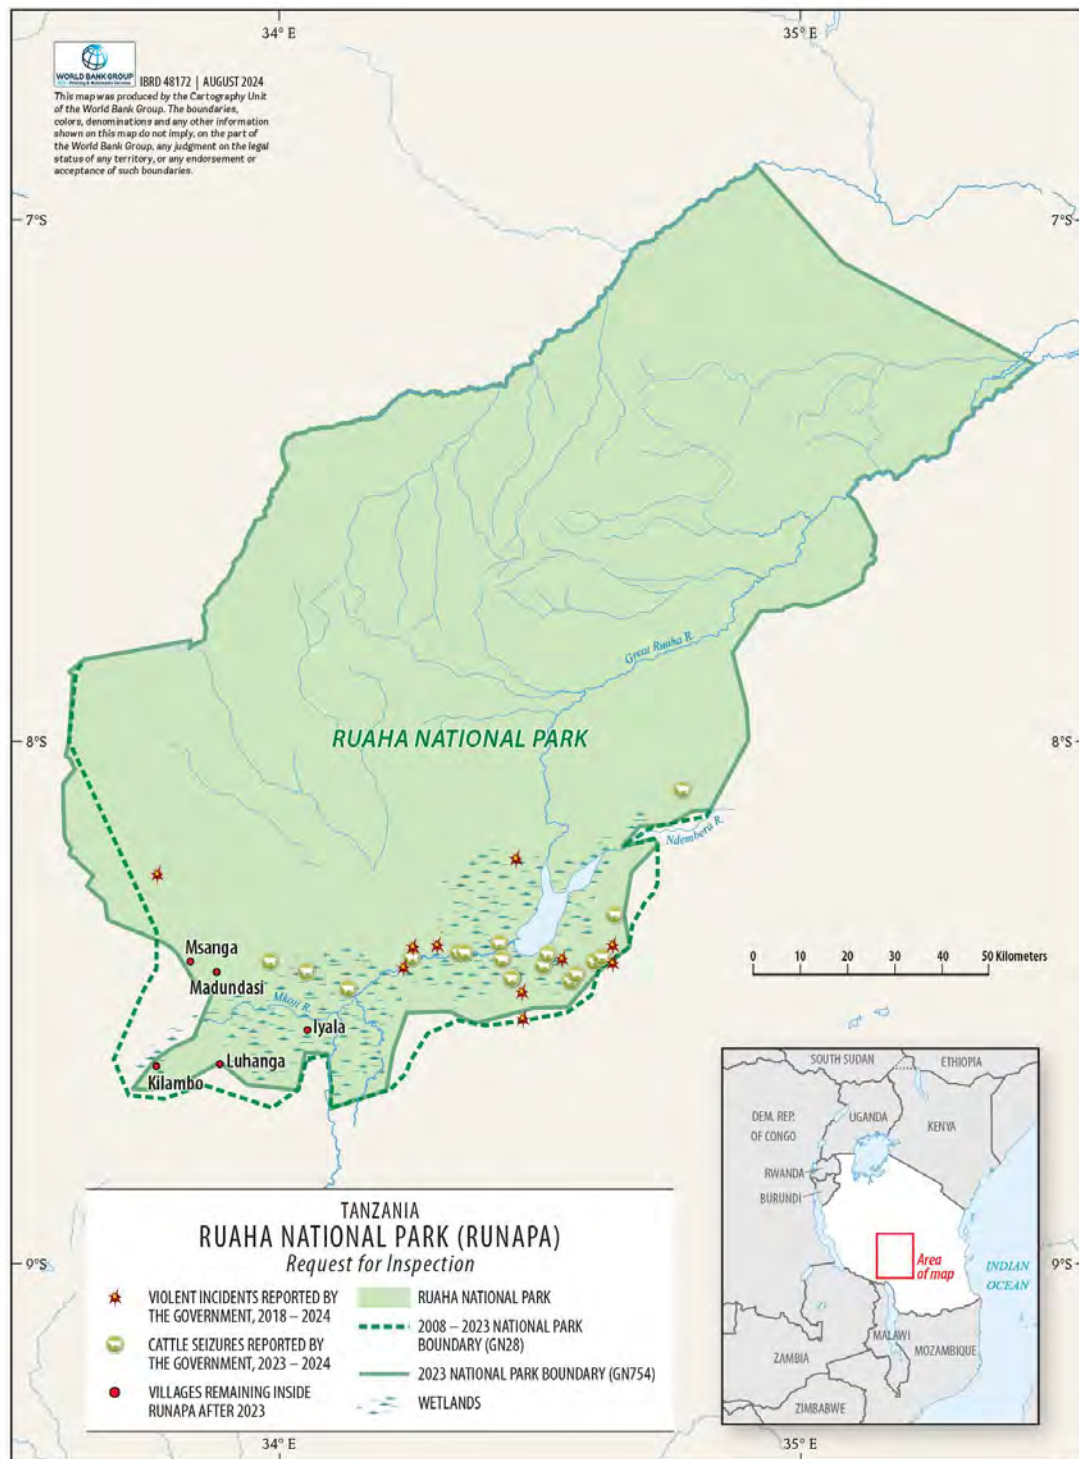 34° E
35° E
WORLD BANK GROUP
IBRD 48172 | AUGUST 2024
This map was produced by the Cartography Unit
of the World Bank Group. The boundaries,
colors, denominations and any other information
shown on this map do not imply, on the part of
the World Bank Group, any judgment on the legal
status of any territory, or any endorsement or
acceptance of such boundaries.
7°S
7°S
Great Ruaha R.
RUAHA NATIONAL PARK
8°S
8°S
Ndembera R.
Msanga
Madundasi
Mkoji R.
Iyala
Luhanga
Kilambo
0 10 20 30 40 50 Kilometers
SOUTH SUDAN
ETHIOPIA
DEM. REP.
OF CONGO
UGANDA
KENYA
RWANDA
BURUNDI
Area
of map
INDIAN
OCEAN
MALAWI
ZAMBIA
MOZAMBIQUE
ZIMBABWE
TANZANIA
RUAHA NATIONAL PARK (RUNAPA)
Request for Inspection
VIOLENT INCIDENTS REPORTED BY
THE GOVERNMENT, 2018 – 2024
CATTLE SEIZURES REPORTED BY
THE GOVERNMENT, 2023 – 2024
VILLAGES REMAINING INSIDE
RUNAPA AFTER 2023
RUAHA NATIONAL PARK
2008 – 2023 NATIONAL PARK
BOUNDARY (GN28)
2023 NATIONAL PARK BOUNDARY (GN754)
WETLANDS
9°S
9°S
34° E
35° E